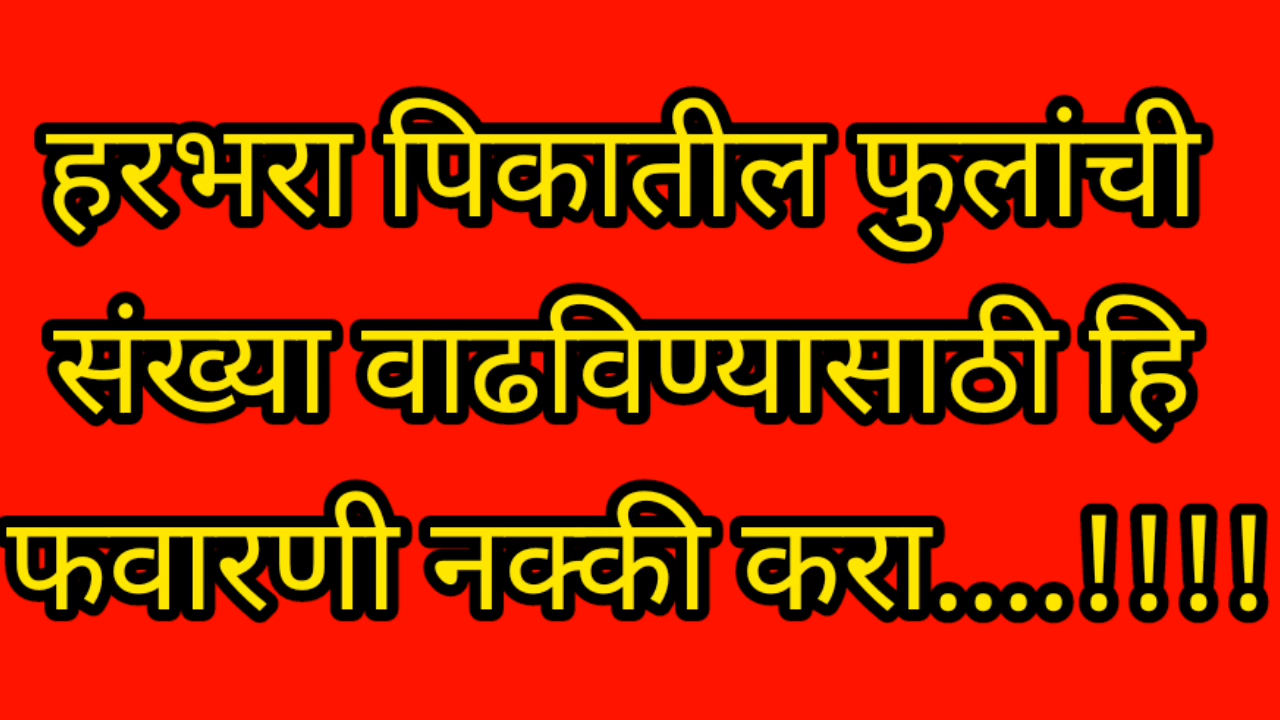 हरभरा पिकातील फुलांची
संख्या वाढविण्यासाठी हि
फवारणी नक्की करा....!!!!